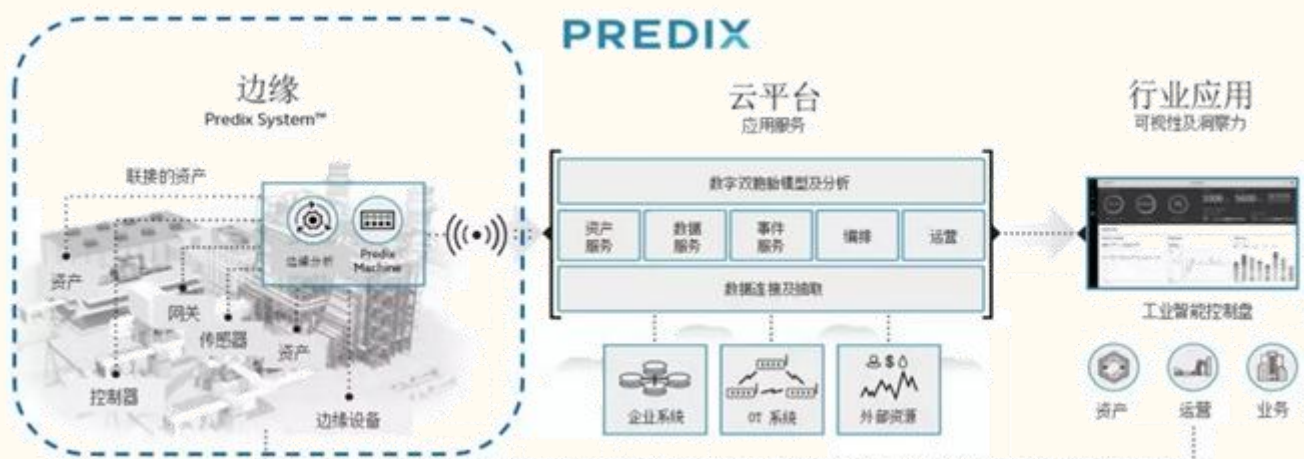 PREDIX
边缘
Predix System™
联接的资产
边缘分析
Predix
Machine
资产
网关
传感器
资产
控制器
边缘设备
云平台
应用服务
数字双胞胎模型及分析
资产
服务
数据
服务
事件
服务
编排
运营
数据连接及抽取
企业系统
OT 系统
外部资源
行业应用
可视性及洞察力
工业智能控制盘
资产
运营
业务